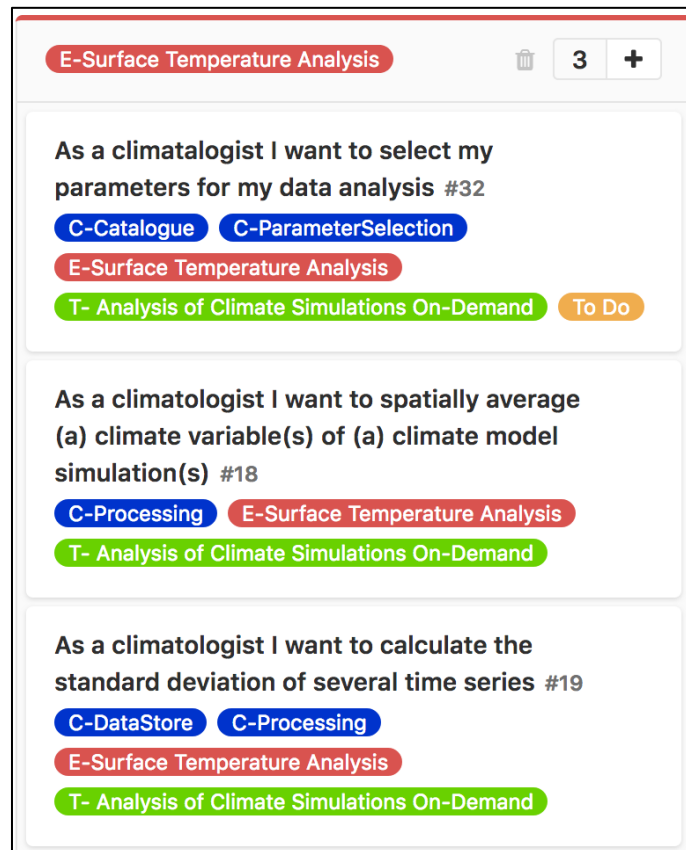 E-Surface Temperature Analysis 3 +
As a climatalogist I want to select my
parameters for my data analysis #32
C-Catalogue C-ParameterSelection
E-Surface Temperature Analysis
T- Analysis of Climate Simulations On-Demand To Do
As a climatologist I want to spatially average
(a) climate variable(s) of (a) climate model
simulation(s) #18
C-Processing E-Surface Temperature Analysis
T- Analysis of Climate Simulations On-Demand
As a climatologist I want to calculate the
standard deviation of several time series #19
C-DataStore C-Processing
E-Surface Temperature Analysis
T- Analysis of Climate Simulations On-Demand